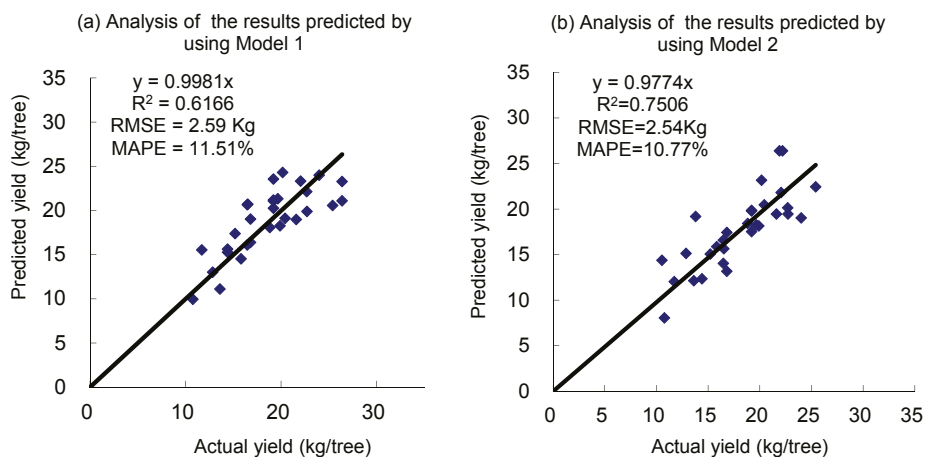 (a) Analysis of the results predicted by
using Model 1
y = 0.9981x
R² = 0.6166
RMSE = 2.59 Kg
MAPE = 11.51%
Predicted yield (kg/tree)
35
30
25
20
15
10
5
0
0 10 20 30
Actual yield (kg/tree)
(b) Analysis of the results predicted by
using Model 2
y = 0.9774x
R²=0.7506
RMSE=2.54Kg
MAPE=10.77%
Predicted yield (kg/tree)
35
30
25
20
15
10
5
0
0 5 10 15 20 25 30 35
Actual yield (kg/tree)